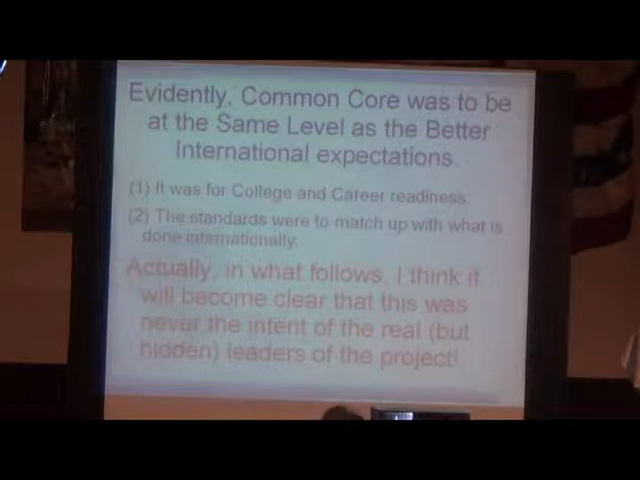 Evidently, Common Core was to be
at the Same Level as the Better
International expectations.
(1) It was for College and Career readiness.
(2) The standards were to match up with what is
done internationally.
Actually, in what follows, I think it
will become clear that this was
never the intent of the real (but
hidden) leaders of the project!